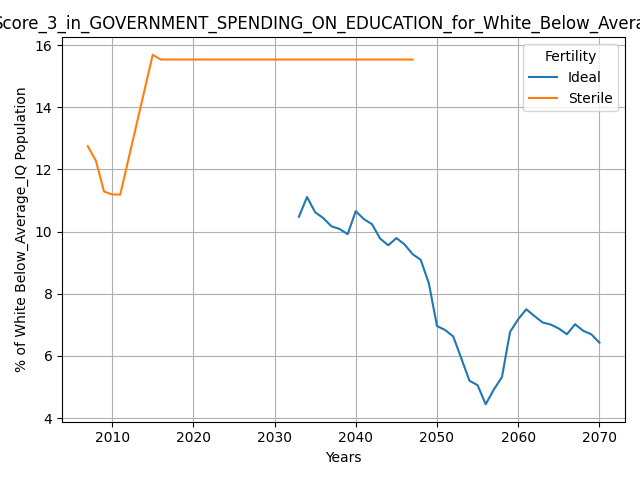 Score_3_in_GOVERNMENT_SPENDING_ON_EDUCATION_for_White_Below_Avera
16
14
12
10
8
6
4
% of White Below_Average_IQ Population
Fertility
Ideal
Sterile
2010 2020 2030 2040 2050 2060 2070
Years